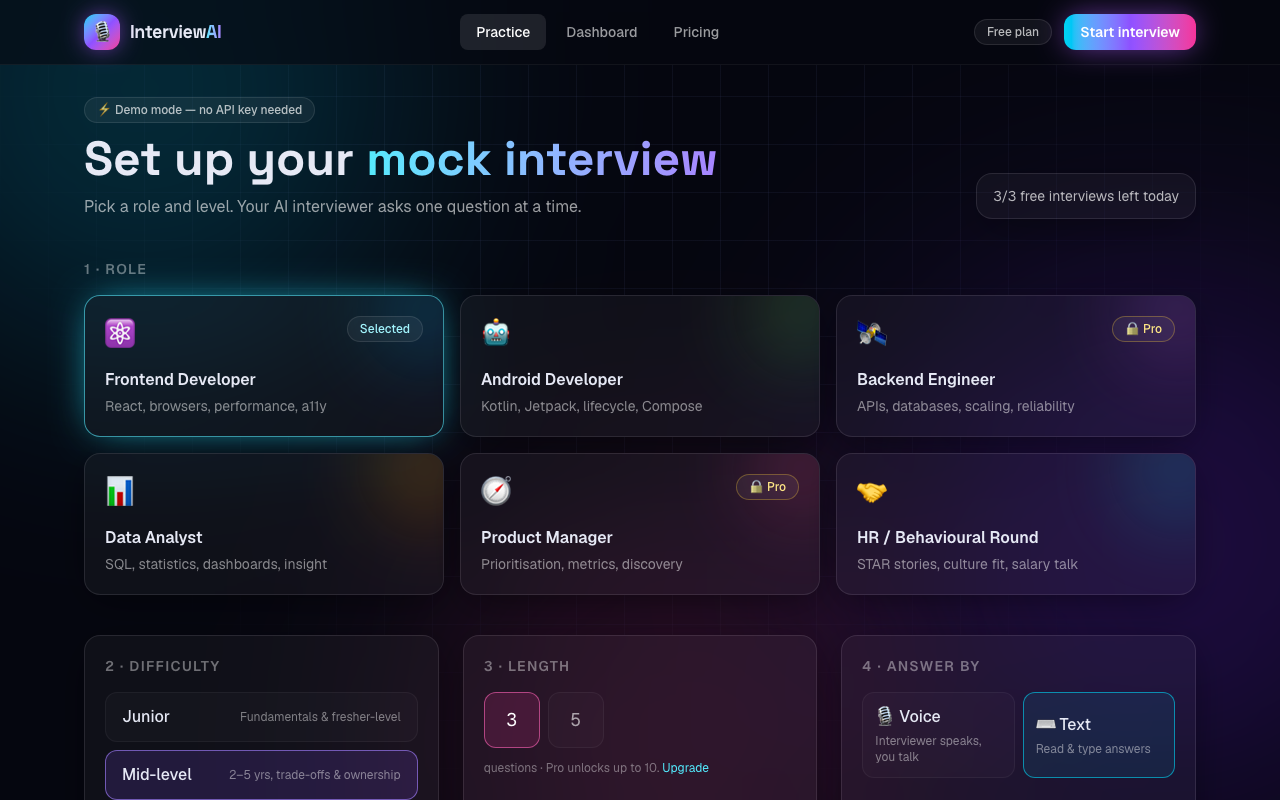 InterviewAI
Practice
Dashboard
Pricing
Free plan
Start interview
⚡ Demo mode — no API key needed
Set up your mock interview
Pick a role and level. Your AI interviewer asks one question at a time.
3/3 free interviews left today
1 · ROLE
Selected
Frontend Developer
React, browsers, performance, a11y
Android Developer
Kotlin, Jetpack, lifecycle, Compose
🔒 Pro
Backend Engineer
APIs, databases, scaling, reliability
Data Analyst
SQL, statistics, dashboards, insight
🔒 Pro
Product Manager
Prioritisation, metrics, discovery
HR / Behavioural Round
STAR stories, culture fit, salary talk
2 · DIFFICULTY
Junior
Fundamentals & fresher-level
Mid-level
2–5 yrs, trade-offs & ownership
3 · LENGTH
3
5
questions · Pro unlocks up to 10. Upgrade
4 · ANSWER BY
🎙️ Voice
Interviewer speaks,
you talk
⌨️ Text
Read & type answers